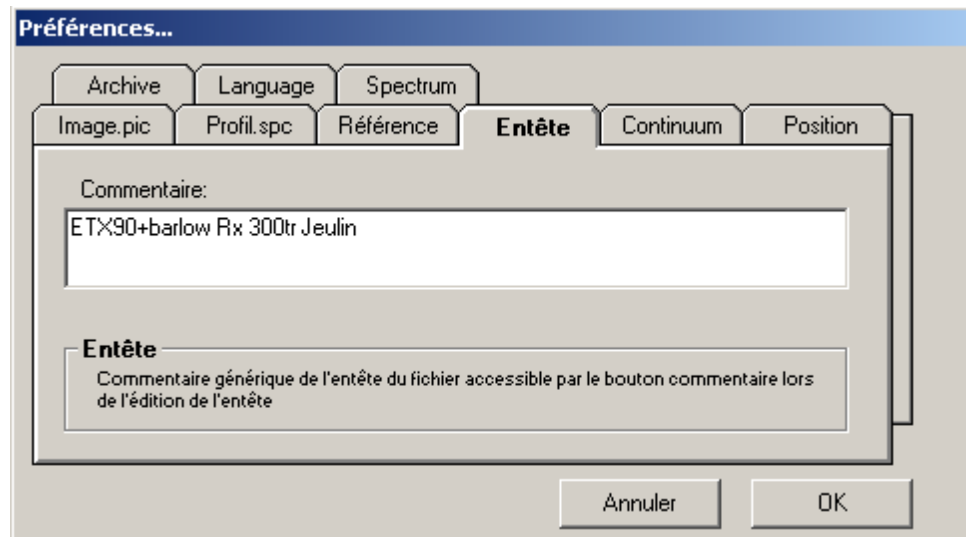 Préférences...
Archive Language Spectrum
Image.pic Profil.spc Référence Entête Continuum Position
Commentaire:
ETX90+barlow Rx 300tr Jeulin
Entête
Commentaire générique de l'entête du fichier accessible par le bouton commentaire lors
de l'édition de l'entête
Annuler OK